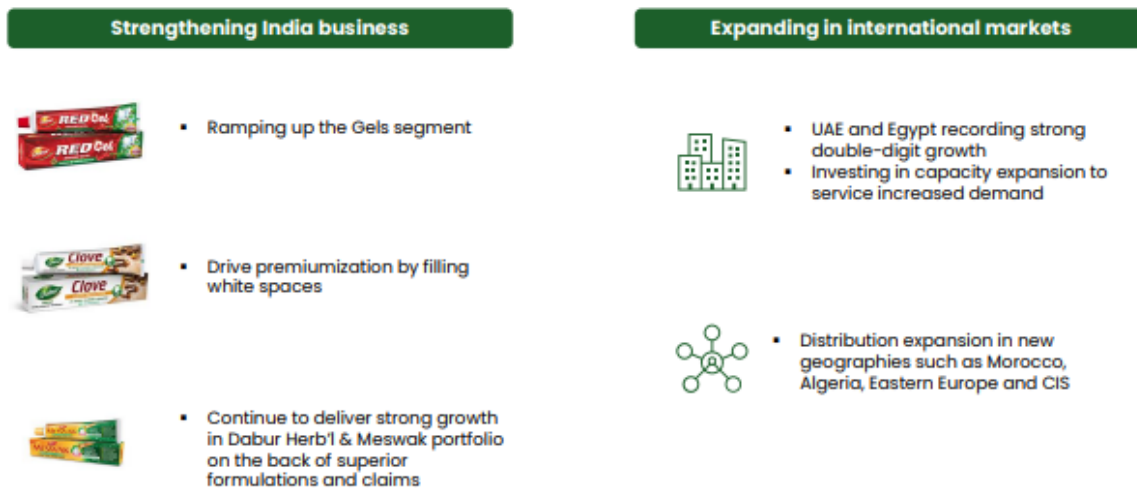 Strengthening India business
RED Gel
RED Gel
▪ Ramping up the Gels segment
Clove
Clove
▪ Drive premiumization by filling
white spaces
▪ Continue to deliver strong growth
in Dabur Herb'l & Meswak portfolio
on the back of superior
formulations and claims
Expanding in international markets
▪ UAE and Egypt recording strong
double-digit growth
▪ Investing in capacity expansion to
service increased demand
▪ Distribution expansion in new
geographies such as Morocco,
Algeria, Eastern Europe and CIS